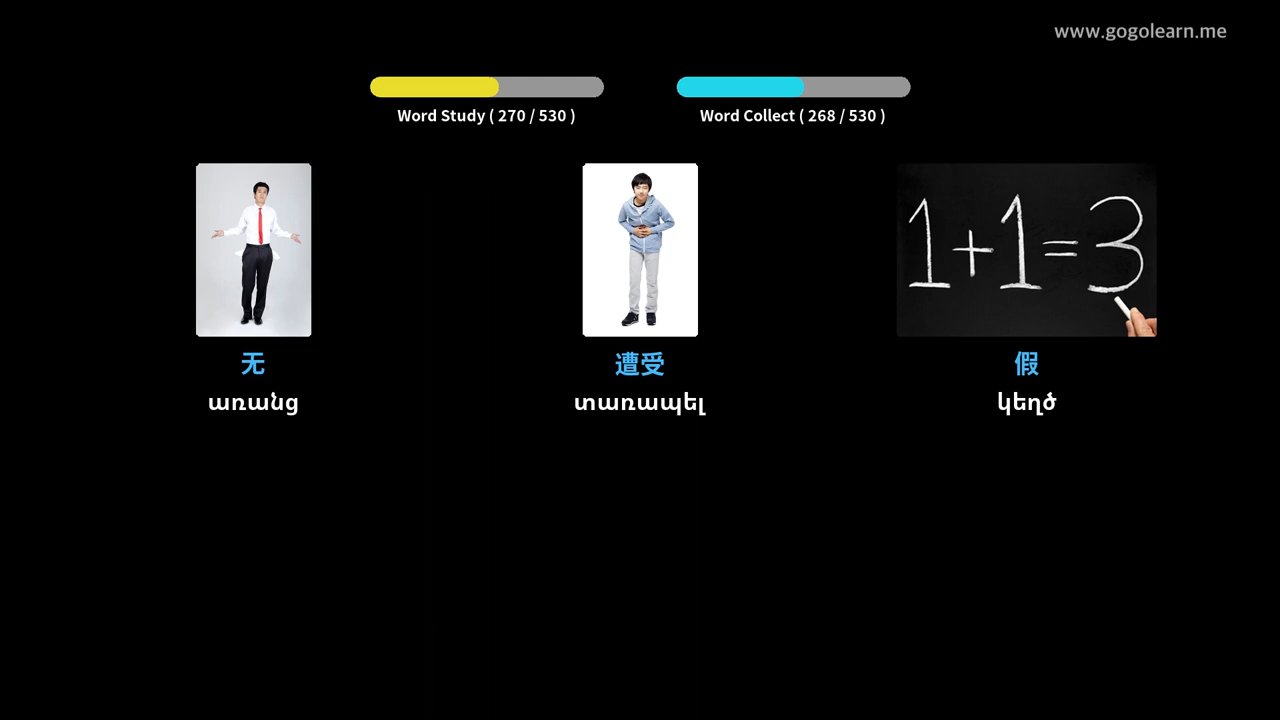 www.gogolearn.me
Word Study ( 270 / 530 )
Word Collect ( 268 / 530 )
1+1=3
无
առանց
遭受
տառապել
假
կեղծ